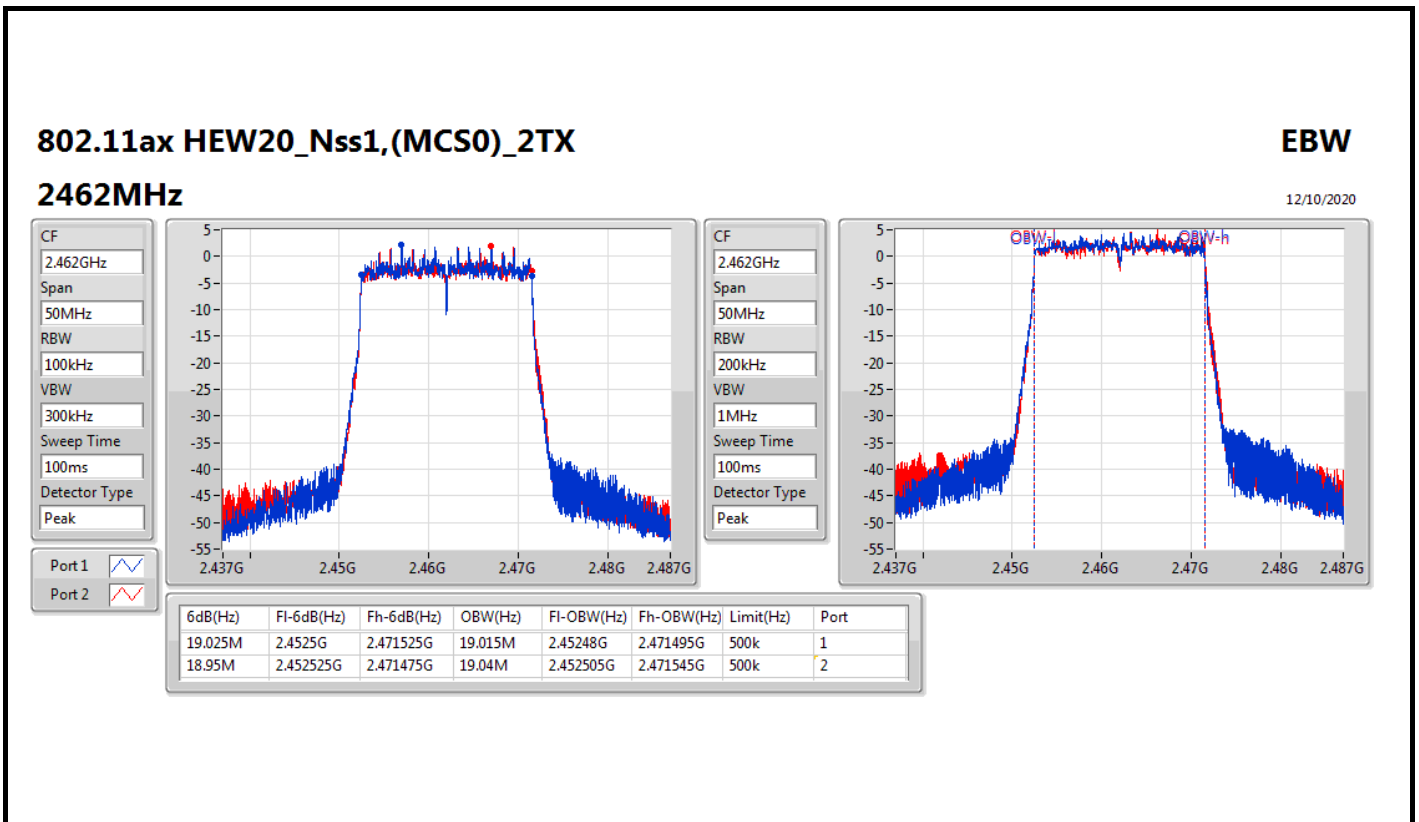 802.11ax HEW20_Nss1,(MCS0)_2TX
EBW
2462MHz
12/10/2020
CF
2.462GHz
Span
50MHz
RBW
100kHz
VBW
300kHz
Sweep Time
100ms
Detector Type
Peak
5
0
-5
-10
-15
-20
-25
-30
-35
-40
-45
-50
-55
2.437G 2.45G 2.46G 2.47G 2.48G 2.487G
CF
2.462GHz
Span
50MHz
RBW
200kHz
VBW
1MHz
Sweep Time
100ms
Detector Type
Peak
OBW-l OBW-h
5
0
-5
-10
-15
-20
-25
-30
-35
-40
-45
-50
-55
2.437G 2.45G 2.46G 2.47G 2.48G 2.487G
Port 1
Port 2
6dB(Hz) Fl-6dB(Hz) Fh-6dB(Hz) OBW(Hz) Fl-OBW(Hz) Fh-OBW(Hz) Limit(Hz) Port
19.025M 2.4525G 2.471525G 19.015M 2.45248G 2.471495G 500k 1
18.95M 2.452525G 2.471475G 19.04M 2.452505G 2.471545G 500k 2